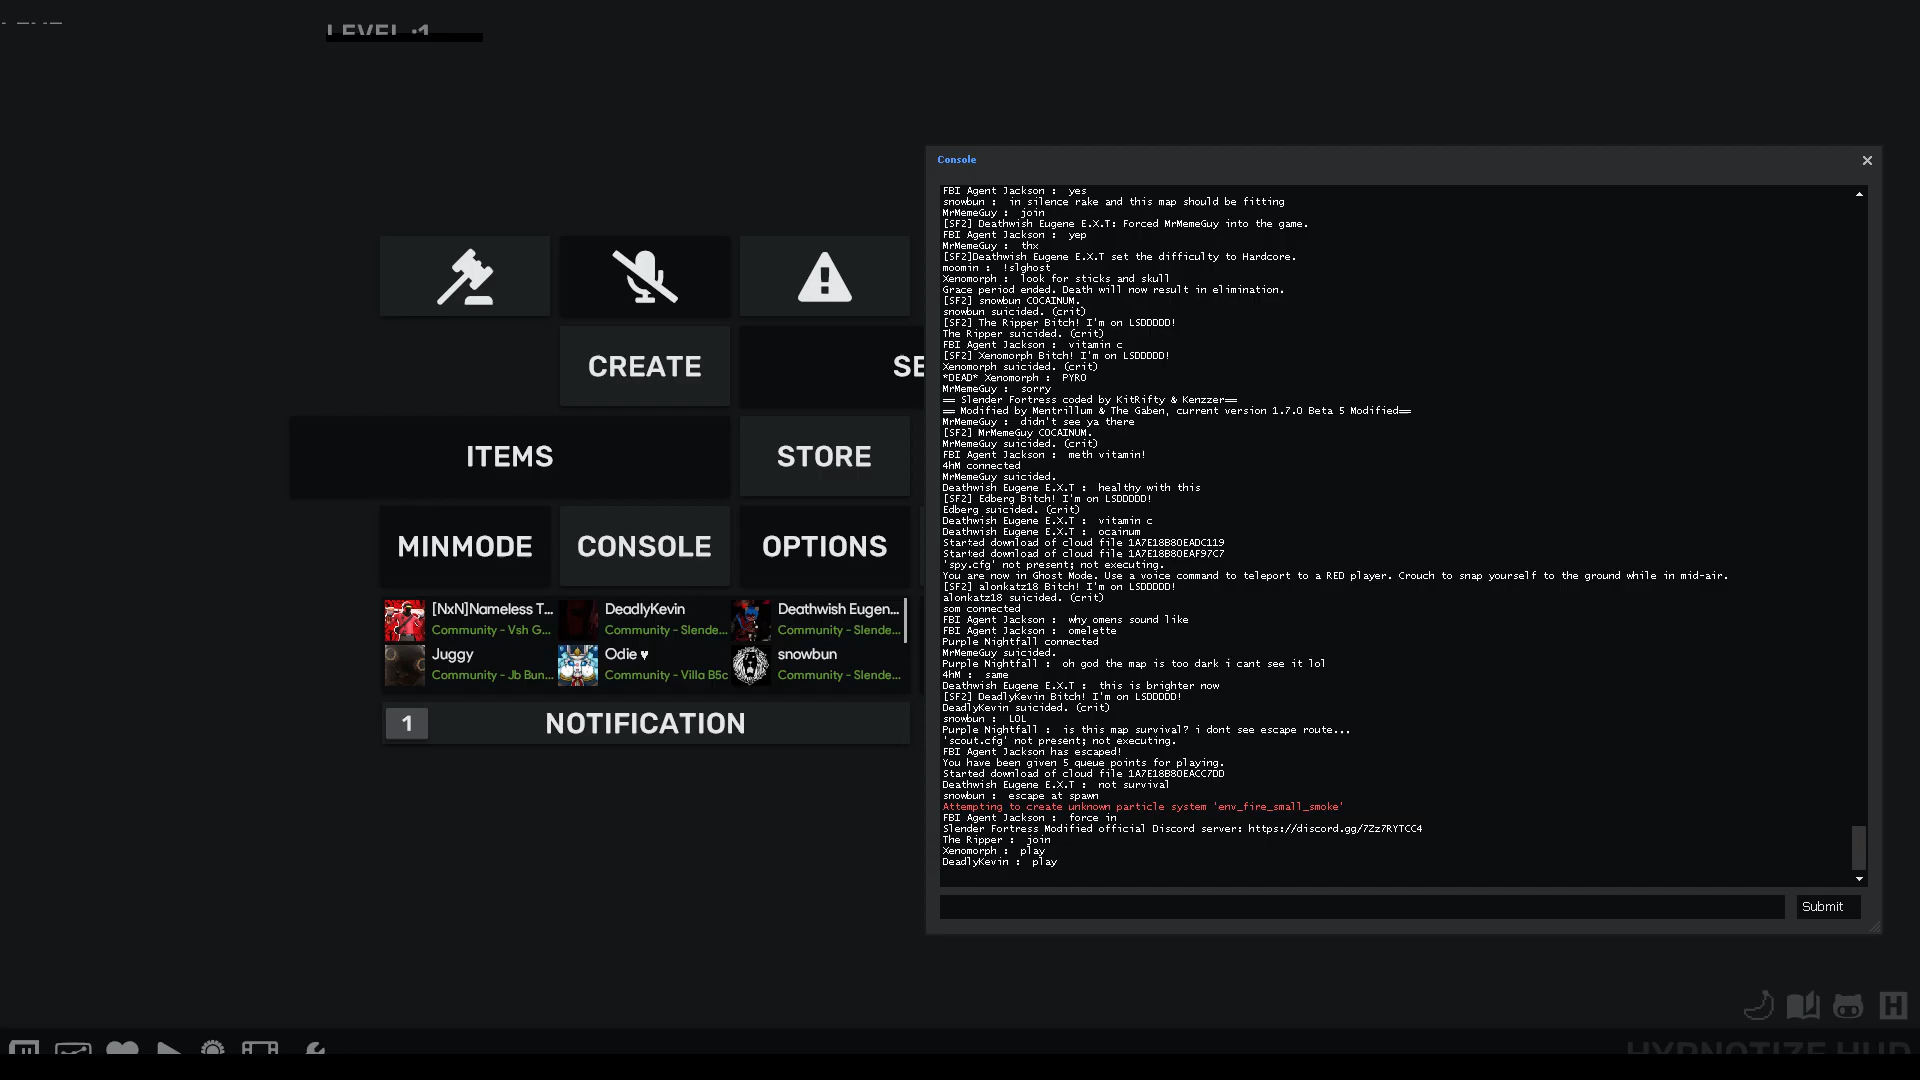 LEVEL :1
Console
FBI Agent Jackson :  yes
snowbun :  in silence rake and this map should be fitting
MrMemeGuy :  join
[SF2] Deathwish Eugene E.X.T: Forced MrMemeGuy into the game.
FBI Agent Jackson :  yep
MrMemeGuy :  thx
[SF2]Deathwish Eugene E.X.T set the difficulty to Hardcore.
moomin :  !slghost
Xenomorph :  look for sticks and skull
Grace period ended. Death will now result in elimination.
[SF2] snowbun COCAINUM.
snowbun suicided. (crit)
[SF2] The Ripper Bitch! I'm on LSDDDDD!
The Ripper suicided. (crit)
FBI Agent Jackson :  vitamin c
[SF2] Xenomorph Bitch! I'm on LSDDDDD!
Xenomorph suicided. (crit)
*DEAD* Xenomorph :  PYRO
MrMemeGuy :  sorry
== Slender Fortress coded by KitRifty & Kenzzer==
== Modified by Mentrillum & The Gaben, current version 1.7.0 Beta 5 Modified==
MrMemeGuy :  didn't see ya there
[SF2] MrMemeGuy COCAINUM.
MrMemeGuy suicided. (crit)
FBI Agent Jackson :  meth vitamin!
4hM connected
MrMemeGuy suicided.
Deathwish Eugene E.X.T :  healthy with this
[SF2] Edberg Bitch! I'm on LSDDDDD!
Edberg suicided. (crit)
Deathwish Eugene E.X.T :  vitamin c
Deathwish Eugene E.X.T :  ocainum
Started download of cloud file 1A7E18B80EADC119
Started download of cloud file 1A7E18B80EAF97C7
'spy.cfg' not present; not executing.
You are now in Ghost Mode. Use a voice command to teleport to a RED player. Crouch to snap yourself to the ground while in mid-air.
[SF2] alonkatz18 Bitch! I'm on LSDDDDD!
alonkatz18 suicided. (crit)
som connected
FBI Agent Jackson :  why omens sound like
FBI Agent Jackson :  omelette
Purple Nightfall connected
MrMemeGuy suicided.
Purple Nightfall :  oh god the map is too dark i cant see it lol
4hM :  same
Deathwish Eugene E.X.T :  this is brighter now
[SF2] DeadlyKevin Bitch! I'm on LSDDDDD!
DeadlyKevin suicided. (crit)
snowbun :  LOL
Purple Nightfall :  is this map survival? i dont see escape route...
'scout.cfg' not present; not executing.
FBI Agent Jackson has escaped!
You have been given 5 queue points for playing.
Started download of cloud file 1A7E18B80EACC7DD
Deathwish Eugene E.X.T :  not survival
snowbun :  escape at spawn
Attempting to create unknown particle system 'env_fire_small_smoke'
FBI Agent Jackson :  force in
Slender Fortress Modified official Discord server: https://discord.gg/7Zz7RYTCC4
The Ripper :  join
Xenomorph :  play
DeadlyKevin :  play
Submit
CREATE
SE
ITEMS
STORE
MINMODE
CONSOLE
OPTIONS
[NxN]Nameless T...
Community - Vsh G...
DeadlyKevin
Community - Slende...
Deathwish Eugen...
Community - Slende...
Juggy
Community - Jb Bun...
Odie ♥
Community - Villa B5c
snowbun
Community - Slende...
1
NOTIFICATION
HYPNOTIZE HUD